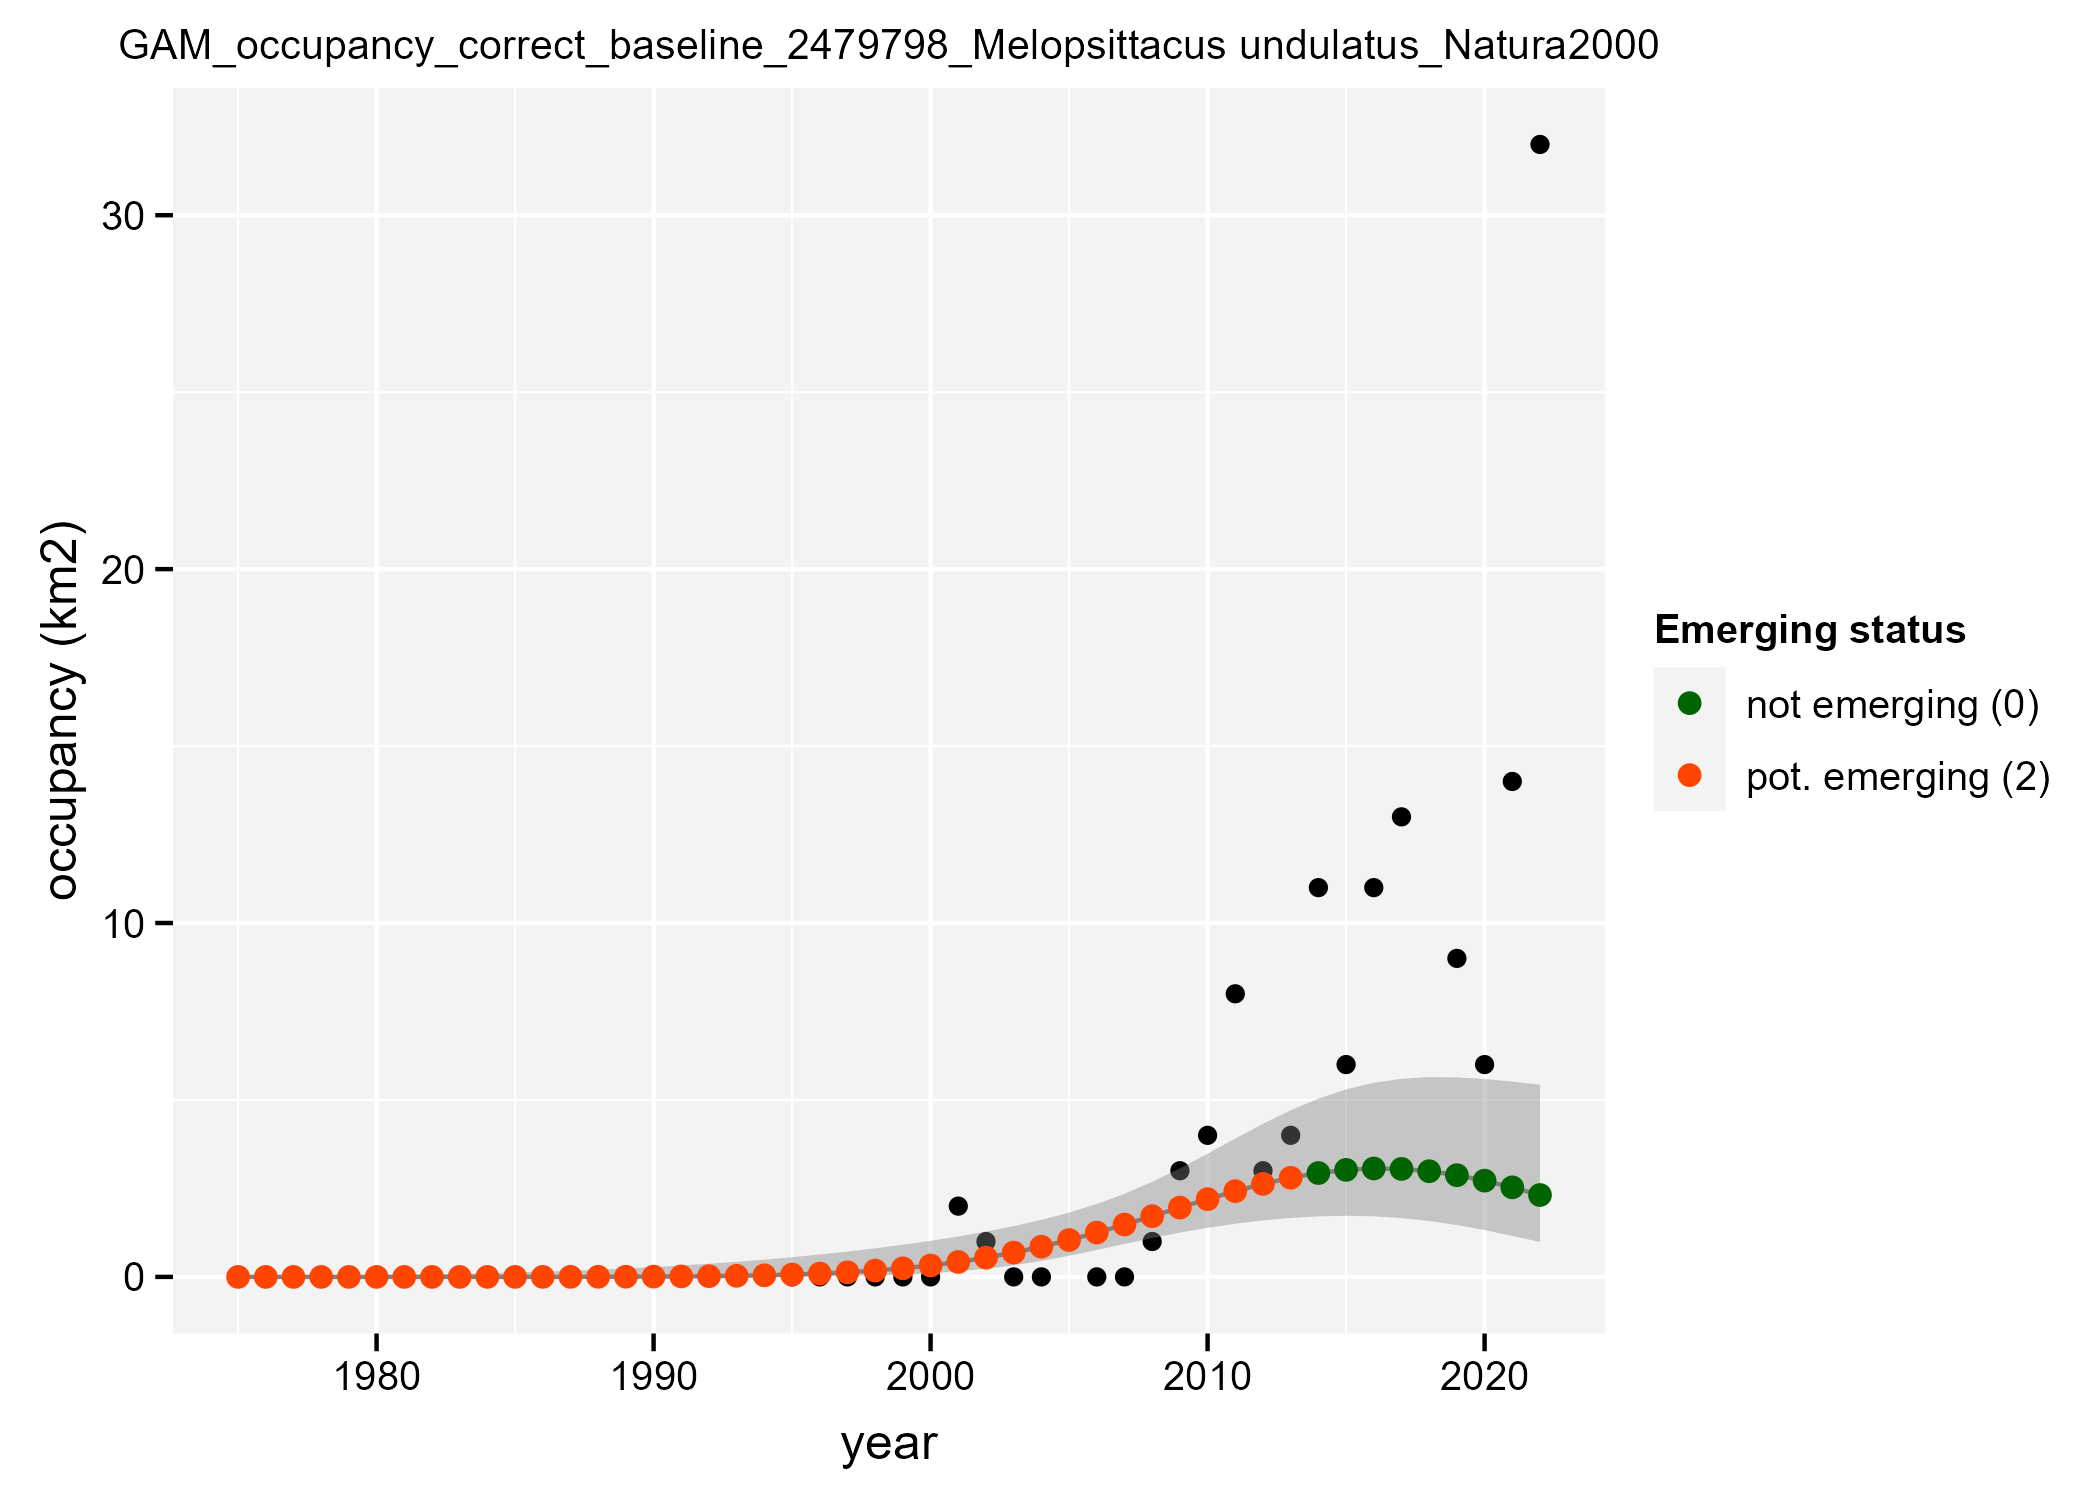 GAM_occupancy_correct_baseline_2479798_Melopsittacus undulatus_Natura2000
30
20
10
0
occupancy (km2)
1980
1990
2000
2010
2020
year
Emerging status
not emerging (0)
pot. emerging (2)